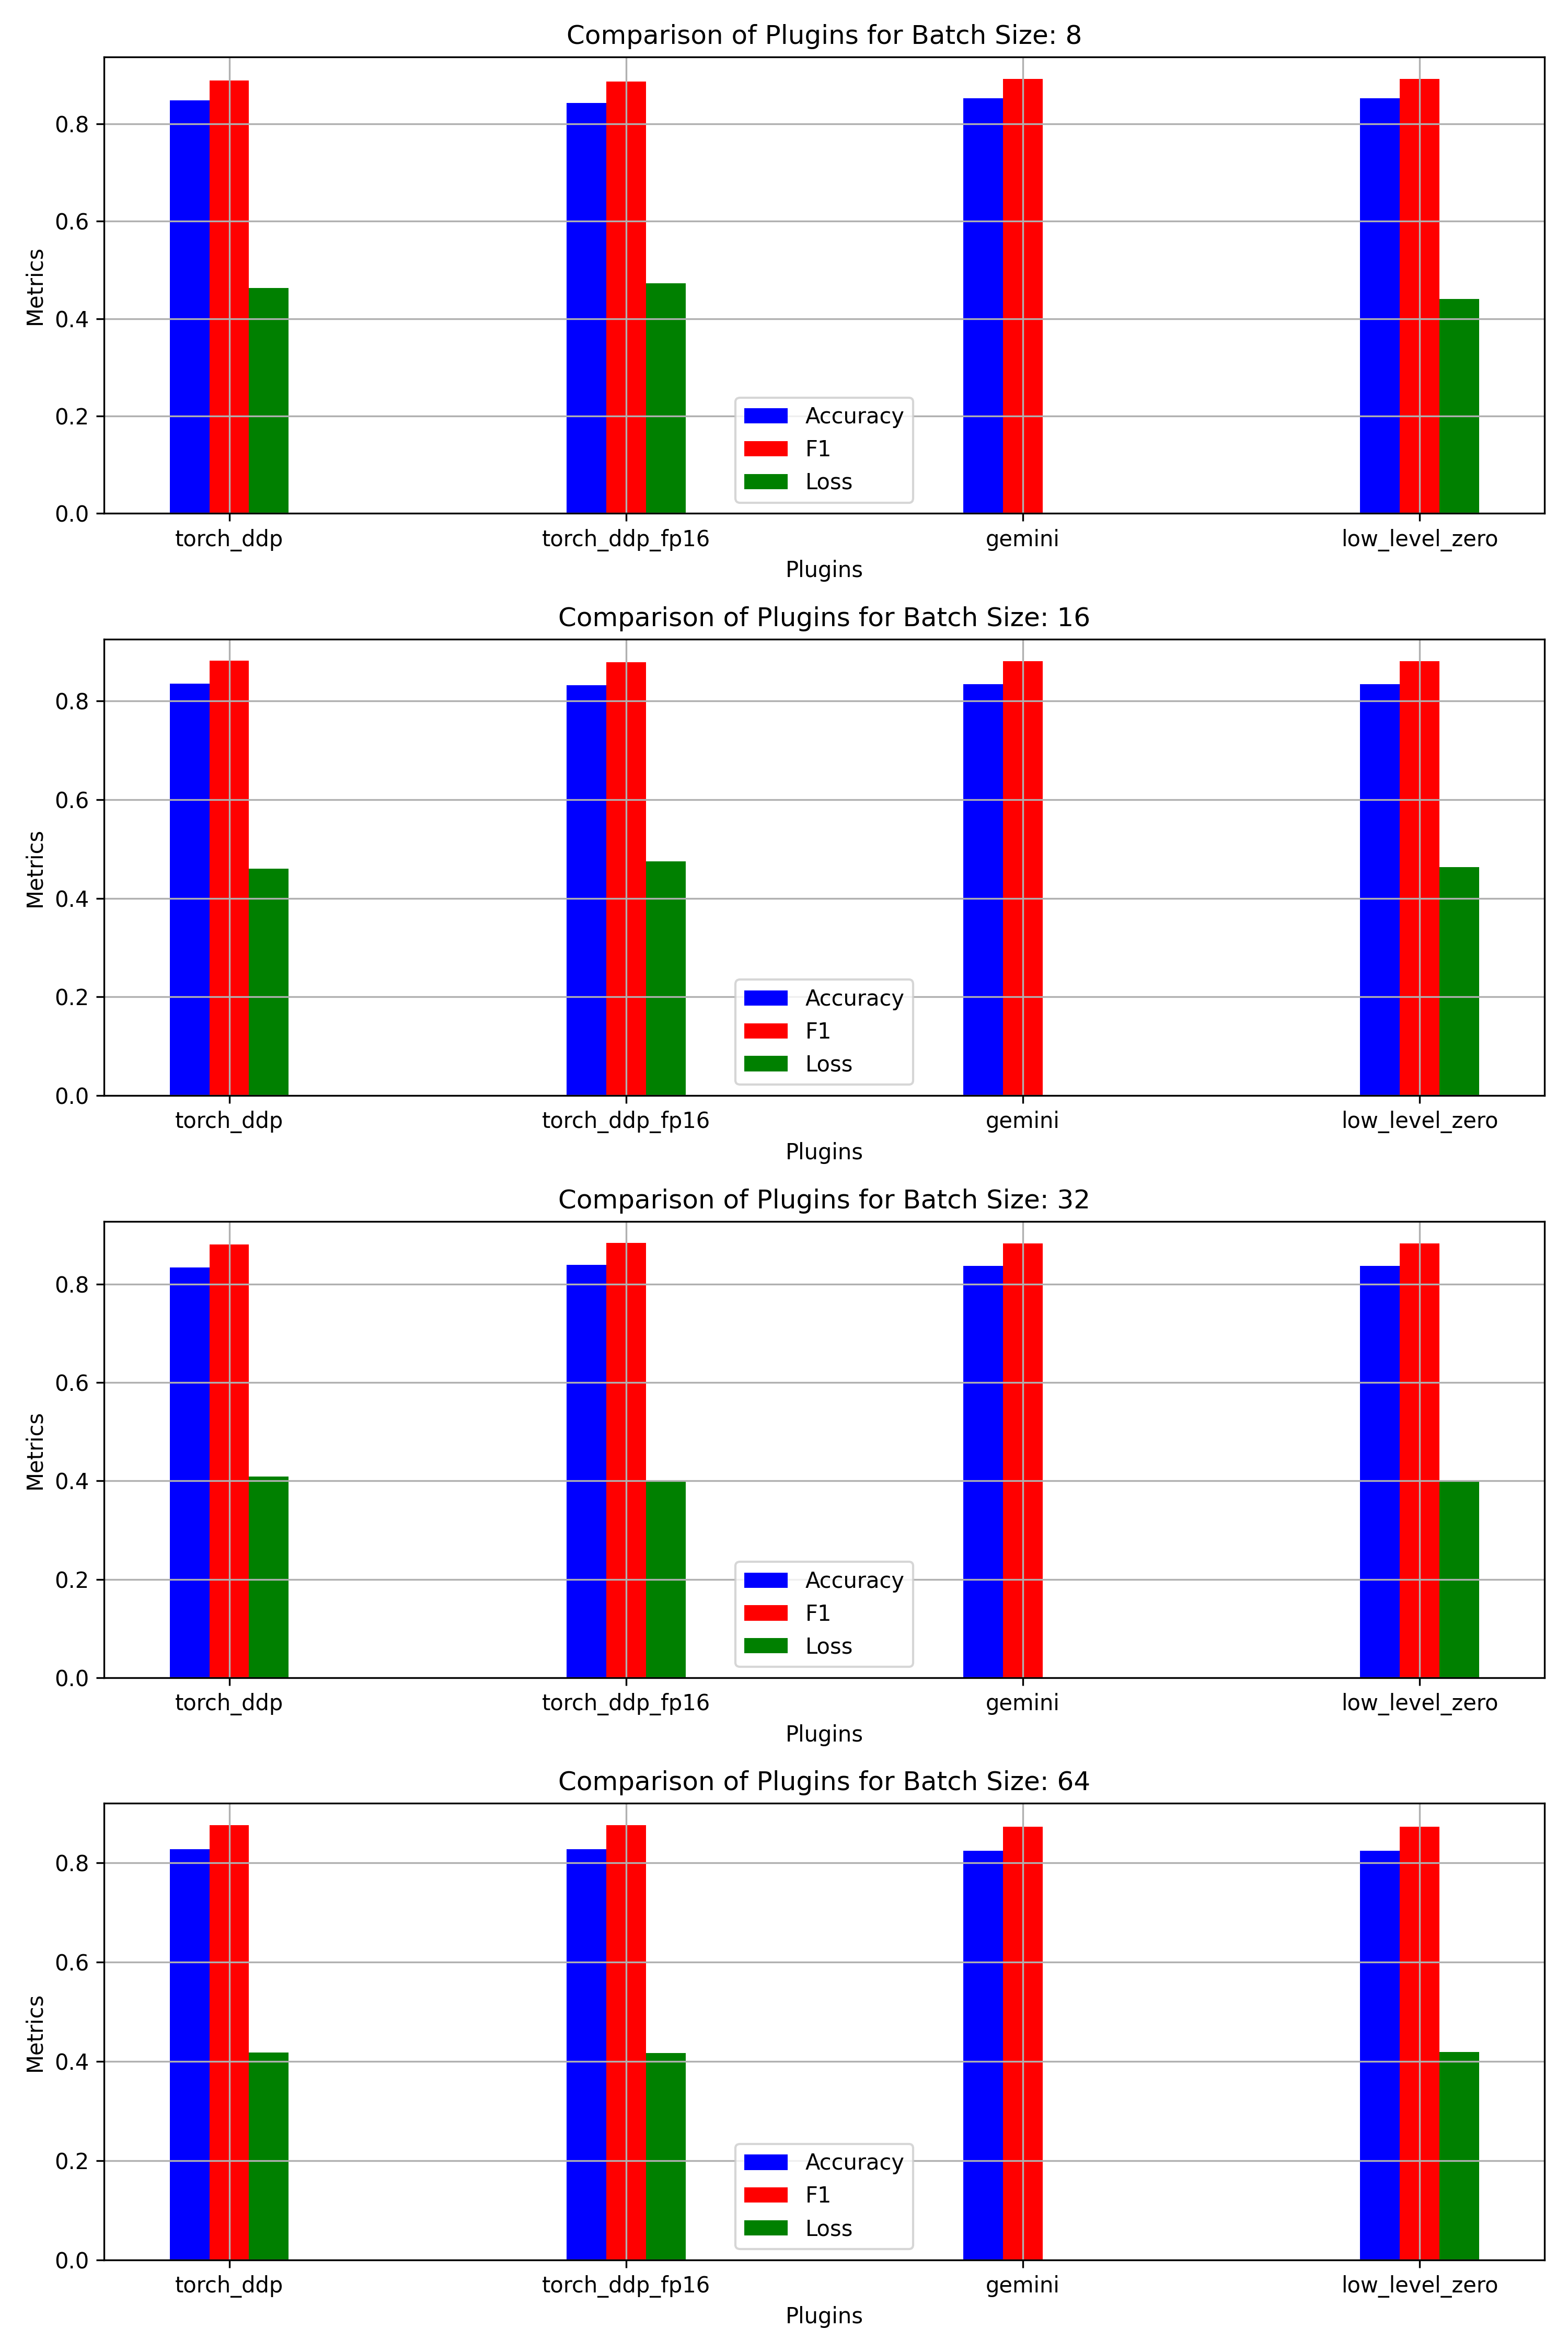 Comparison of Plugins for Batch Size: 8
Metrics
0.8
0.6
0.4
0.2
0.0
Accuracy
F1
Loss
torch_ddp torch_ddp_fp16 gemini low_level_zero
Plugins
Comparison of Plugins for Batch Size: 16
Metrics
0.8
0.6
0.4
0.2
0.0
Accuracy
F1
Loss
torch_ddp torch_ddp_fp16 gemini low_level_zero
Plugins
Comparison of Plugins for Batch Size: 32
Metrics
0.8
0.6
0.4
0.2
0.0
Accuracy
F1
Loss
torch_ddp torch_ddp_fp16 gemini low_level_zero
Plugins
Comparison of Plugins for Batch Size: 64
Metrics
0.8
0.6
0.4
0.2
0.0
Accuracy
F1
Loss
torch_ddp torch_ddp_fp16 gemini low_level_zero
Plugins